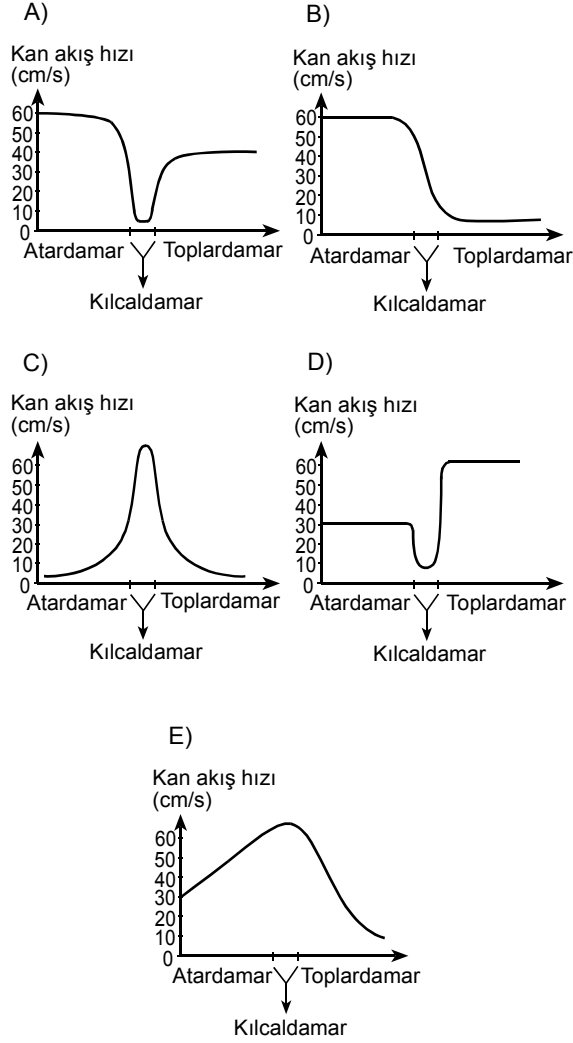 A)
Kan akış hızı
(cm/s)
60
50
40
30
20
10
0
Atardamar
Toplardamar
Kılcaldamar
B)
Kan akış hızı
(cm/s)
60
50
40
30
20
10
0
Atardamar
Toplardamar
Kılcaldamar
C)
Kan akış hızı
(cm/s)
60
50
40
30
20
10
0
Atardamar
Toplardamar
Kılcaldamar
D)
Kan akış hızı
(cm/s)
60
50
40
30
20
10
0
Atardamar
Toplardamar
Kılcaldamar
E)
Kan akış hızı
(cm/s)
60
50
40
30
20
10
0
Atardamar
Toplardamar
Kılcaldamar